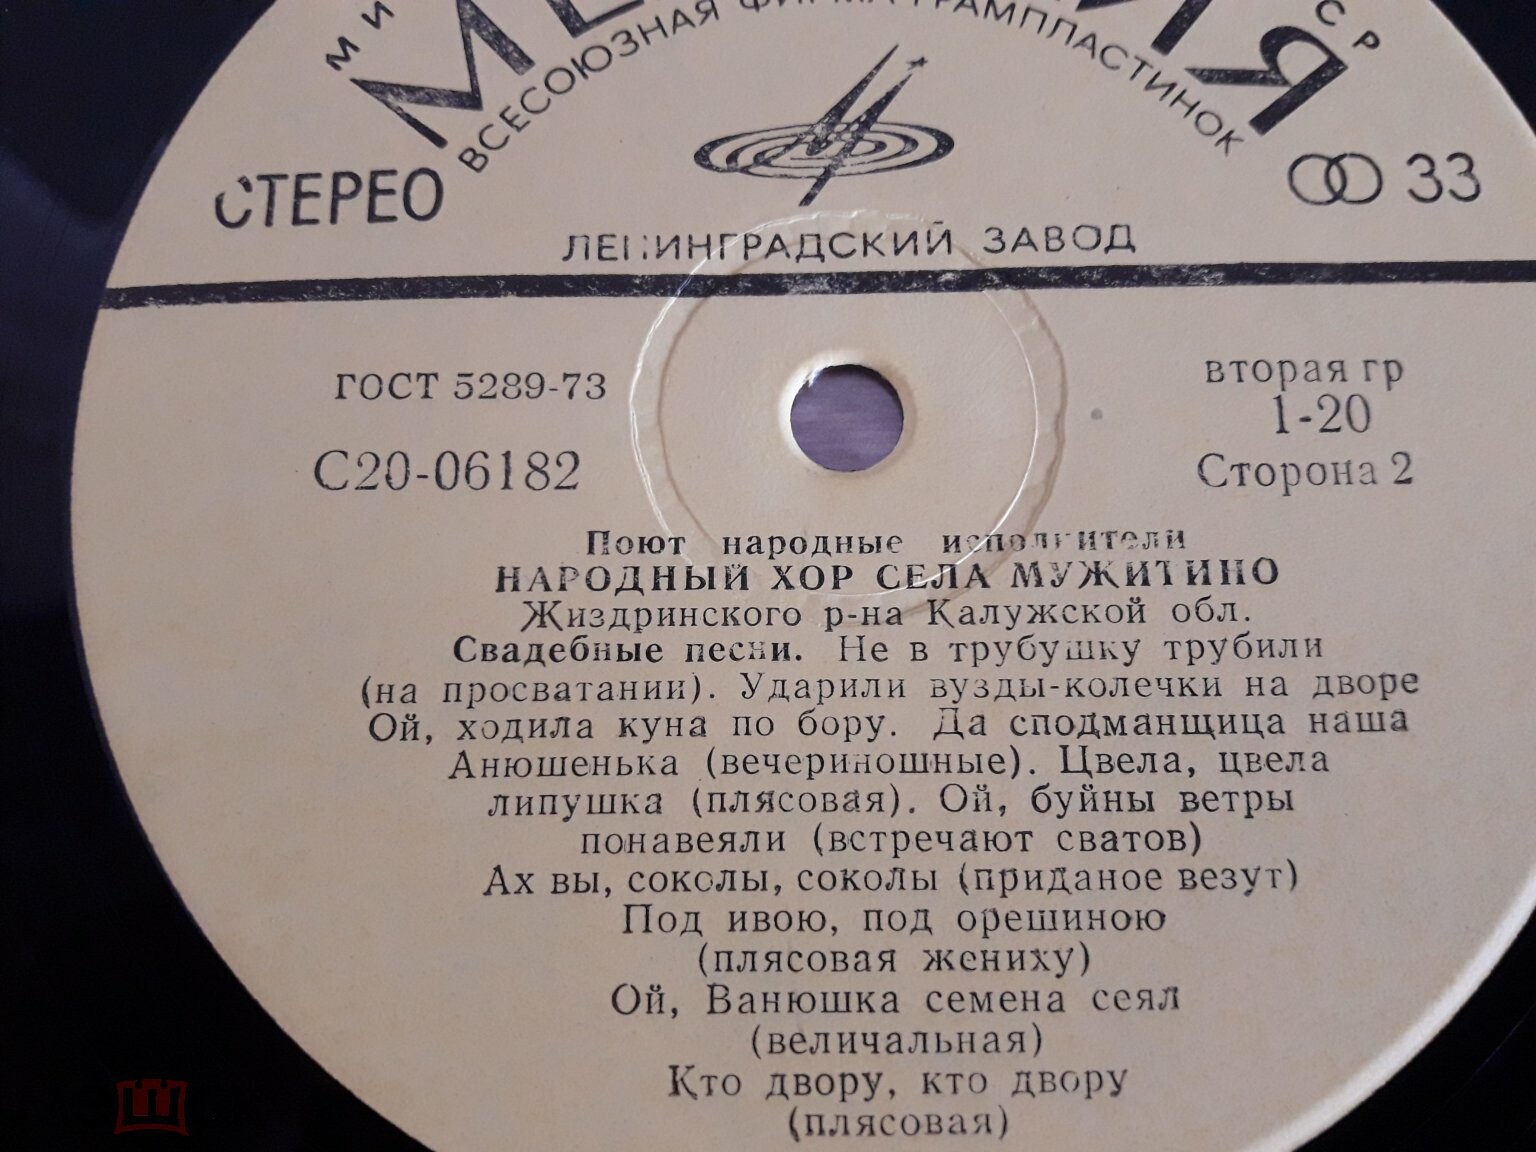 ВСЕСОЮЗНАЯ ФИРМА ГРАМПЛАСТИНОК
СТЕРЕО
33
ЛЕНИНГРАДСКИЙ ЗАВОД
ГОСТ 5289-73
вторая гр
1-20
С20-06182
Сторона 2
Поют народные исполнители
НАРОДНЫЙ ХОР СЕЛА МУЖИТИНО
Жиздринского р-на Калужской обл.
Свадебные песни. Не в трубушку трубили
(на просватании). Ударили вузды-колечки на дворе
Ой, ходила куна по бору. Да сподманщица наша
Анюшенька (вечериношные). Цвела, цвела
липушка (плясовая). Ой, буйны ветры
понавеяли (встречают сватов)
Ах вы, соколы, соколы (приданое везут)
Под ивою, под орешиною
(плясовая жениху)
Ой, Ванюшка семена сеял
(величальная)
Кто двору, кто двору
(плясовая)